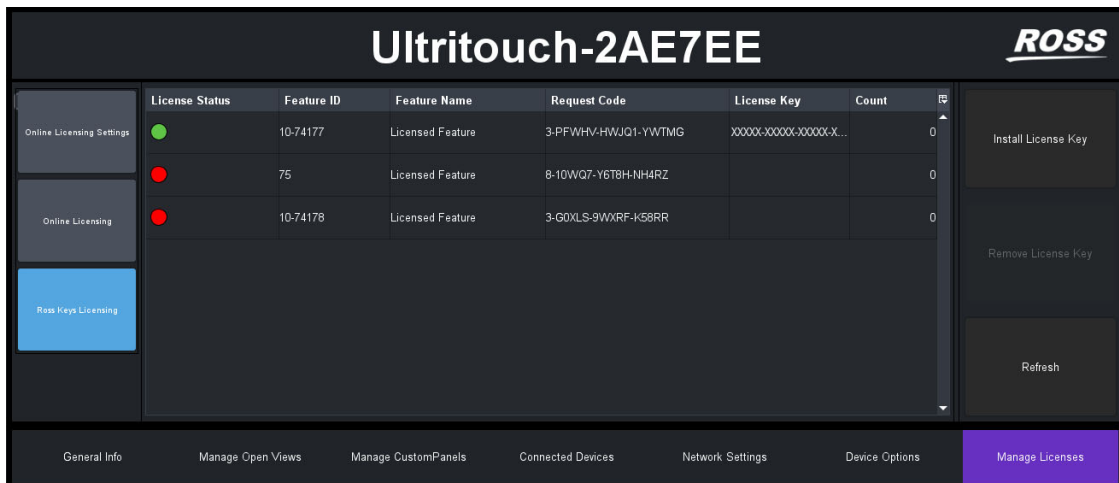 Ultritouch-2AE7EE
ROSS
License Status Feature ID Feature Name Request Code License Key Count
10-74177 Licensed Feature 3-PFWHV-HWJQ1-YWTMG XXXXX-XXXXX-XXXXX-X... 0
75 Licensed Feature 8-10WQ7-Y6T8H-NH4RZ 0
10-74178 Licensed Feature 3-G0XLS-9WXRF-K58RR 0
Online Licensing Settings
Online Licensing
Ross Keys Licensing
Install License Key
Remove License Key
Refresh
General Info Manage Open Views Manage CustomPanels Connected Devices Network Settings Device Options Manage Licenses